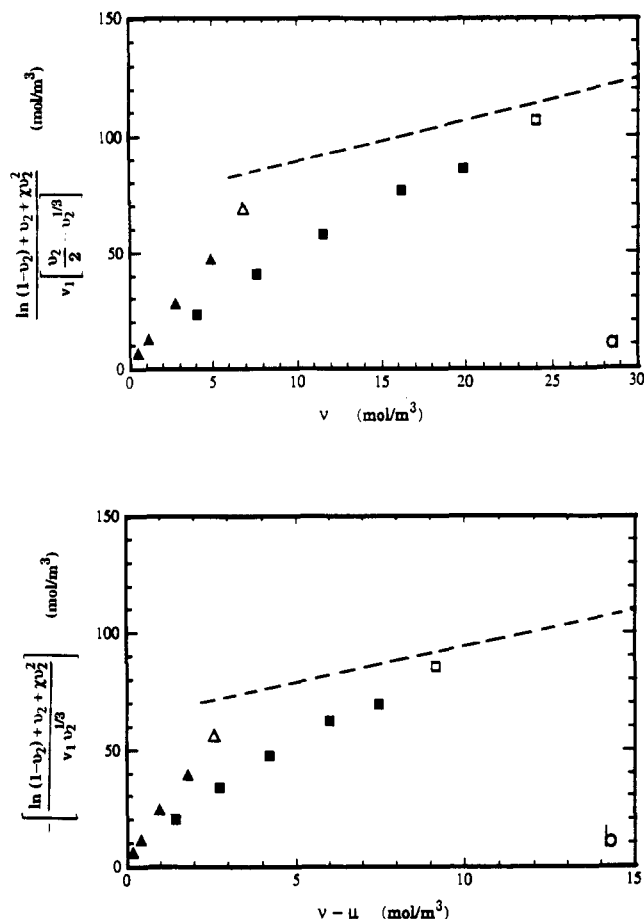 150
100
50
0
ln (1−υ₂) + υ₂ + χυ₂²
ν₁ [ υ₂/2 − υ₂^1/3 ]
(mol/m³)
0 5 10 15 20 25 30
ν (mol/m³)
150
100
50
0
− [ ln (1−υ₂) + υ₂ + χυ₂²
ν₁ υ₂^1/3 ]
(mol/m³)
0 5 10 15
ν − μ (mol/m³)